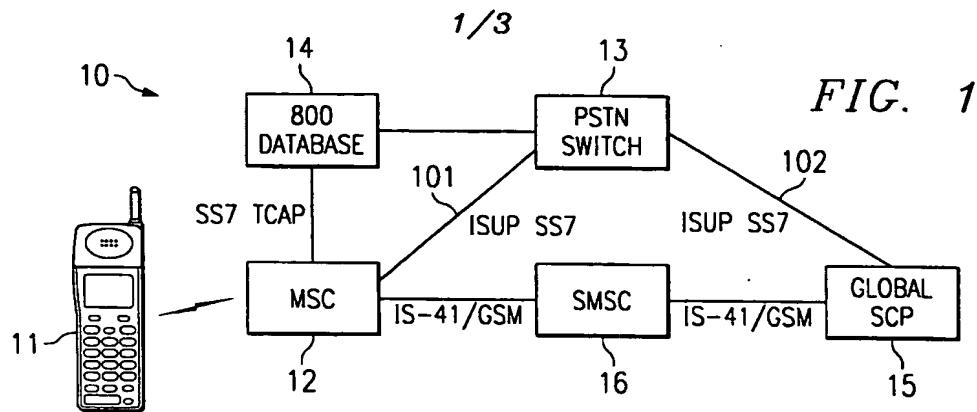 1/3
14
13
10
FIG. 1
800
DATABASE
PSTN
SWITCH
101
102
SS7 TCAP
ISUP SS7
ISUP SS7
MSC
IS-41/GSM
SMSC
IS-41/GSM
GLOBAL
SCP
11
12
16
15